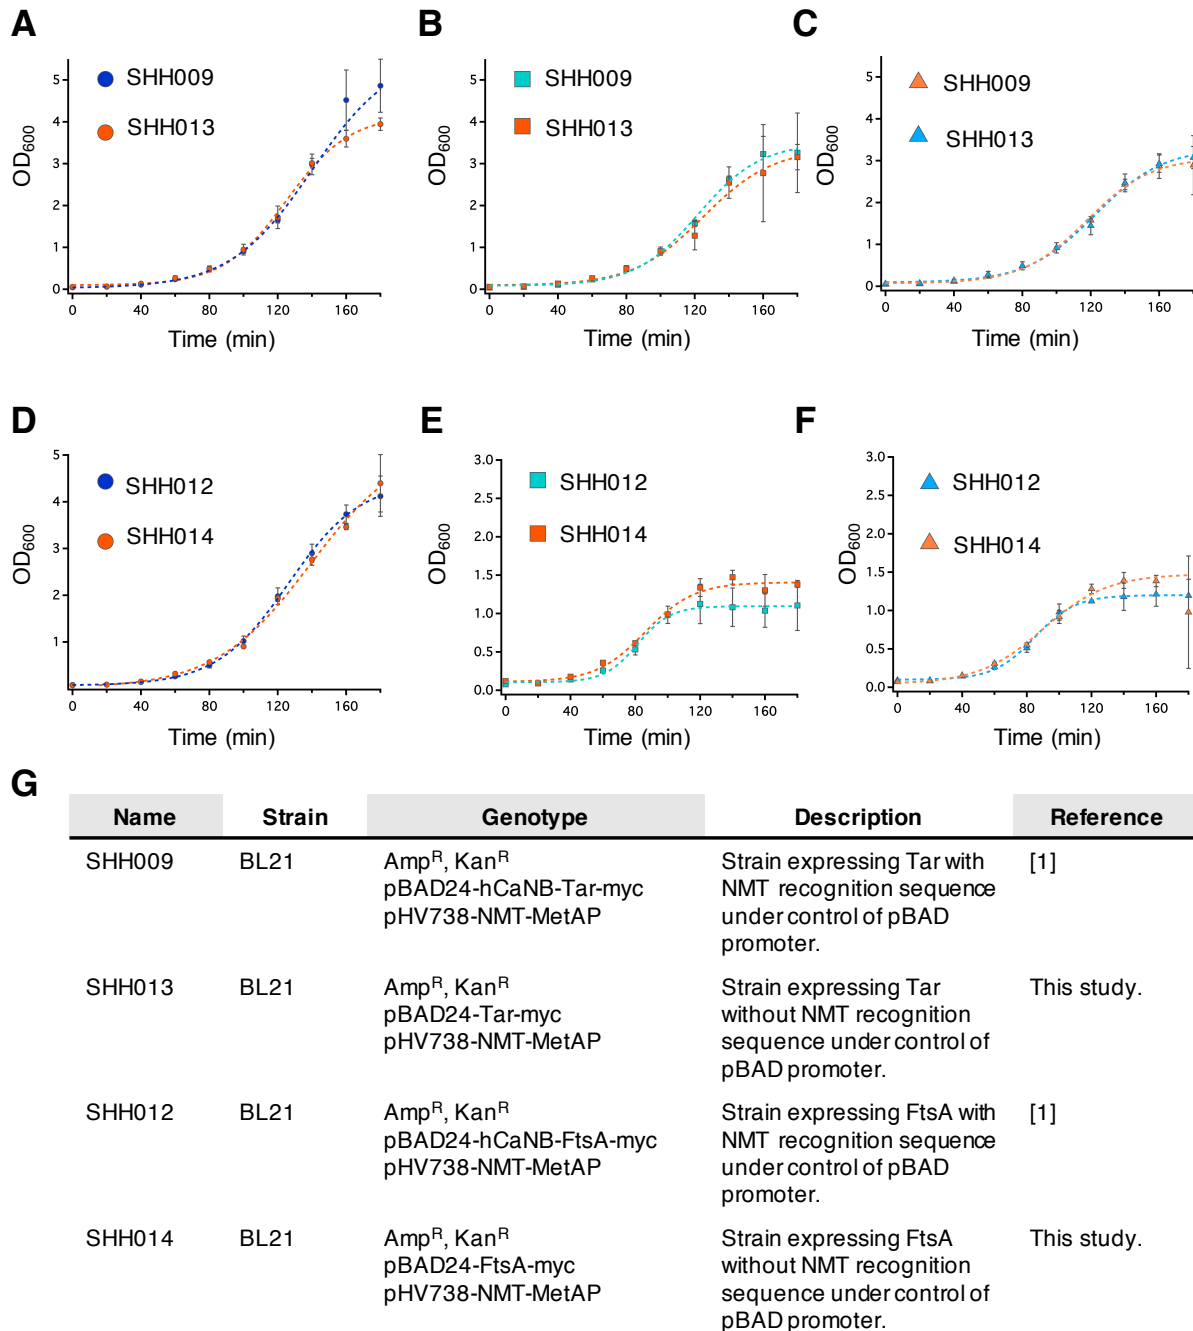 A
SHH009
SHH013
OD600
5
4
3
2
1
0
0
40
80
120
160
Time (min)
B
SHH009
SHH013
OD600
5
4
3
2
1
0
0
40
80
120
160
Time (min)
C
SHH009
SHH013
OD600
5
4
3
2
1
0
0
40
80
120
160
Time (min)
D
SHH012
SHH014
OD600
5
4
3
2
1
0
40
80
120
160
Time (min)
E
SHH012
SHH014
OD600
3.0
2.5
2.0
1.5
1.0
0.5
0.0
0
40
80
120
160
Time (min)
F
SHH012
SHH014
OD600
3.0
2.5
2.0
1.5
1.0
0.5
0.0
0
40
80
120
160
Time (min)
G
Name Strain Genotype Description Reference
SHH009 BL21 Amp^R, Kan^R Strain expressing Tar with [1]
pBAD24-hCaNB-Tar-myc NMT recognition sequence
pHV738-NMT-MetAP under control of pBAD
promoter.
SHH013 BL21 Amp^R, Kan^R Strain expressing Tar This study.
pBAD24-Tar-myc without NMT recognition
pHV738-NMT-MetAP sequence under control of
pBAD promoter.
SHH012 BL21 Amp^R, Kan^R Strain expressing FtsA with [1]
pBAD24-hCaNB-FtsA-myc NMT recognition sequence
pHV738-NMT-MetAP under control of pBAD
promoter.
SHH014 BL21 Amp^R, Kan^R Strain expressing FtsA This study.
pBAD24-FtsA-myc without NMT recognition
pHV738-NMT-MetAP sequence under control of
pBAD promoter.